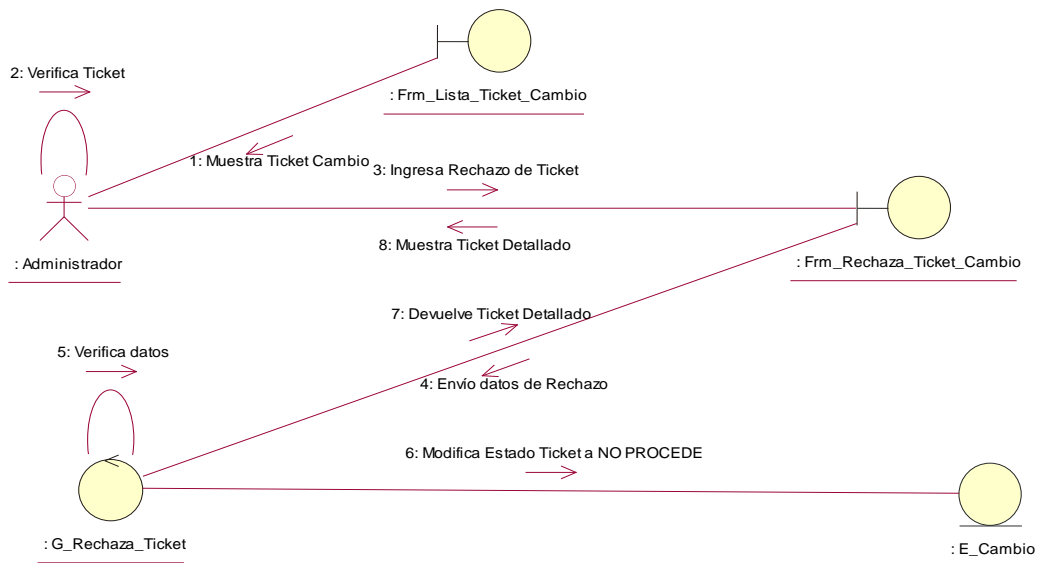 2: Verifica Ticket
: Frm_Lista_Ticket_Cambio
1: Muestra Ticket Cambio
3: Ingresa Rechazo de Ticket
8: Muestra Ticket Detallado
: Administrador
: Frm_Rechaza_Ticket_Cambio
7: Devuelve Ticket Detallado
5: Verifica datos
4: Envío datos de Rechazo
6: Modifica Estado Ticket a NO PROCEDE
: G_Rechaza_Ticket
: E_Cambio